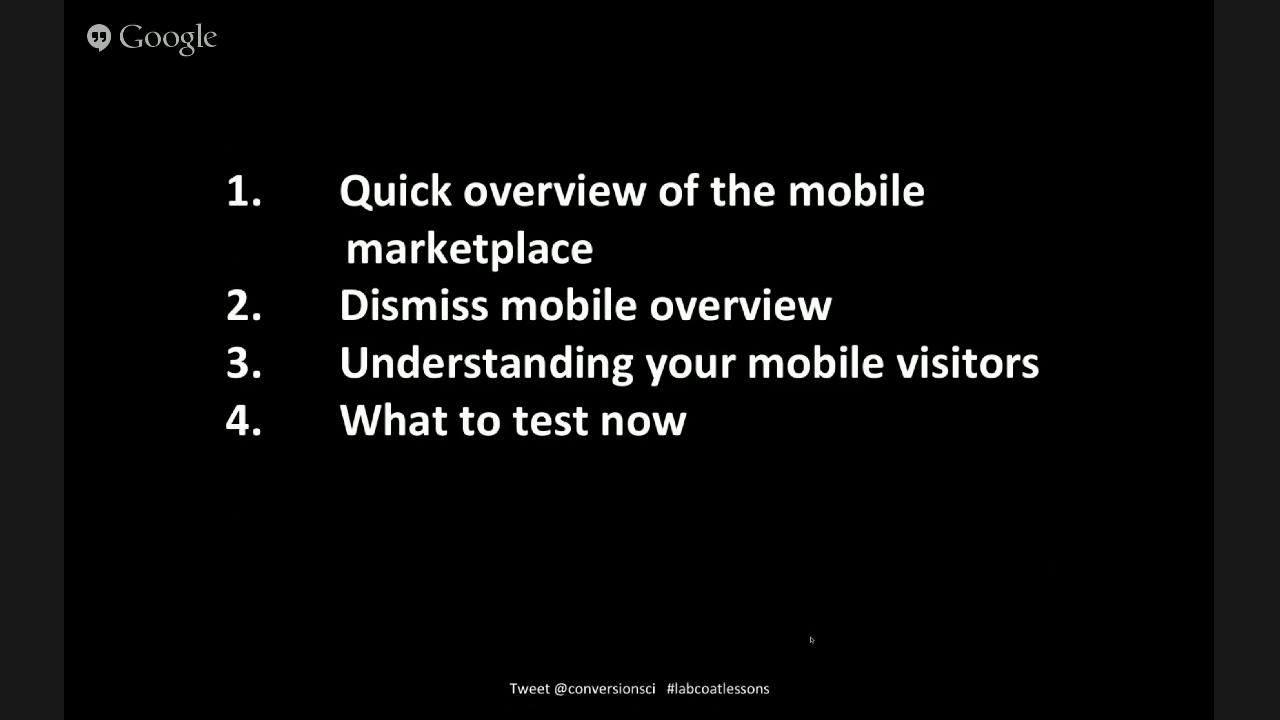 Google
1. Quick overview of the mobile
marketplace
2. Dismiss mobile overview
3. Understanding your mobile visitors
4. What to test now
Tweet @conversionsci #labcoatlessons